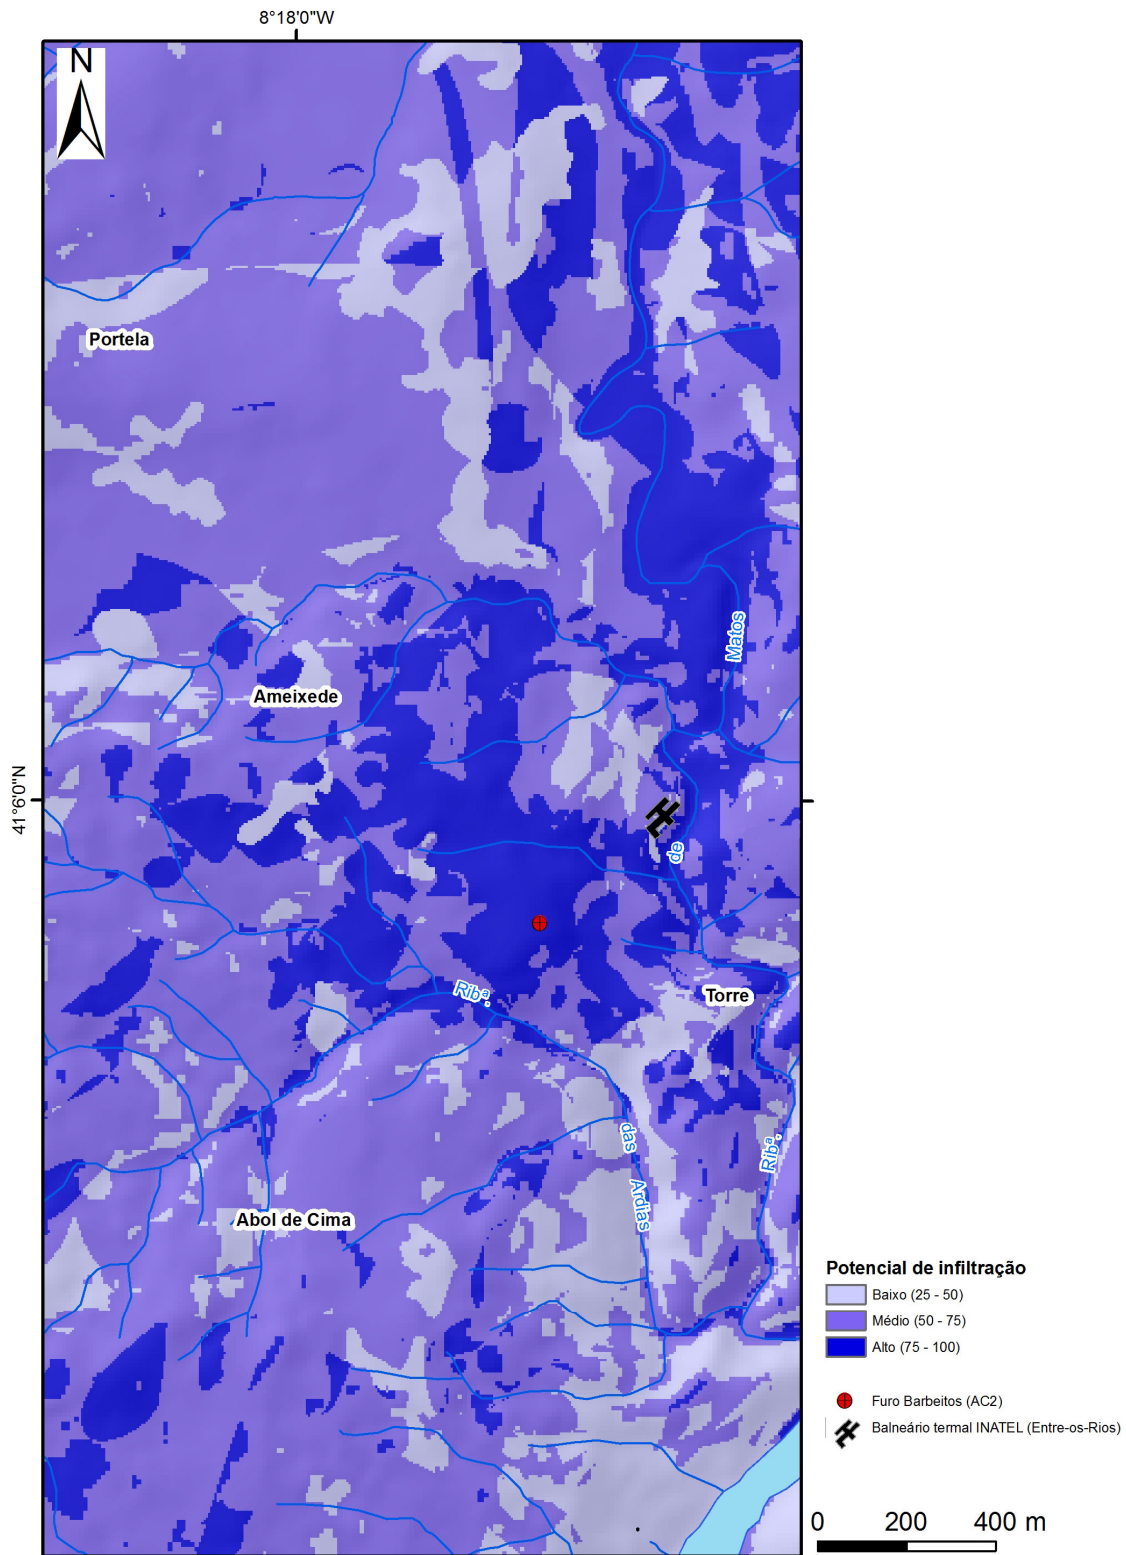 8°18'0"W
N
Portela
Matos
Ameixede
41°6'0"N
de
Ribª.
Torre
das
Ribª.
Ardias
Abol de Cima
Potencial de infiltração
Baixo (25 - 50)
Médio (50 - 75)
Alto (75 - 100)
Furo Barbeitos (AC2)
Balneário termal INATEL (Entre-os-Rios)
0 200 400 m